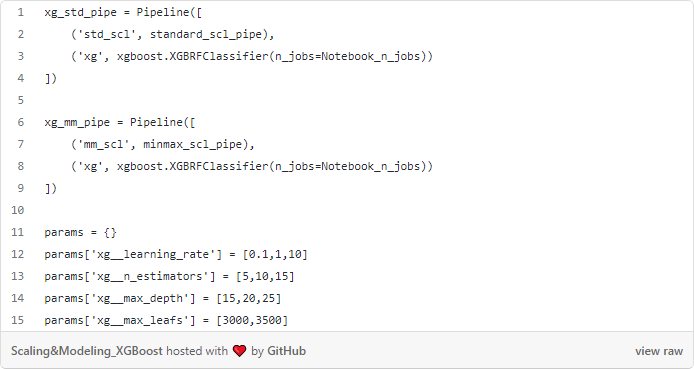 1 xg_std_pipe = Pipeline([
2     ('std_scl', standard_scl_pipe),
3     ('xg', xgboost.XGBRFClassifier(n_jobs=Notebook_n_jobs))
4 ])
5
6 xg_mm_pipe = Pipeline([
7     ('mm_scl', minmax_scl_pipe),
8     ('xg', xgboost.XGBRFClassifier(n_jobs=Notebook_n_jobs))
9 ])
10
11 params = {}
12 params['xg__learning_rate'] = [0.1,1,10]
13 params['xg__n_estimators'] = [5,10,15]
14 params['xg__max_depth'] = [15,20,25]
15 params['xg__max_leafs'] = [3000,3500]
Scaling&Modeling_XGBoost hosted with ❤ by GitHub view raw